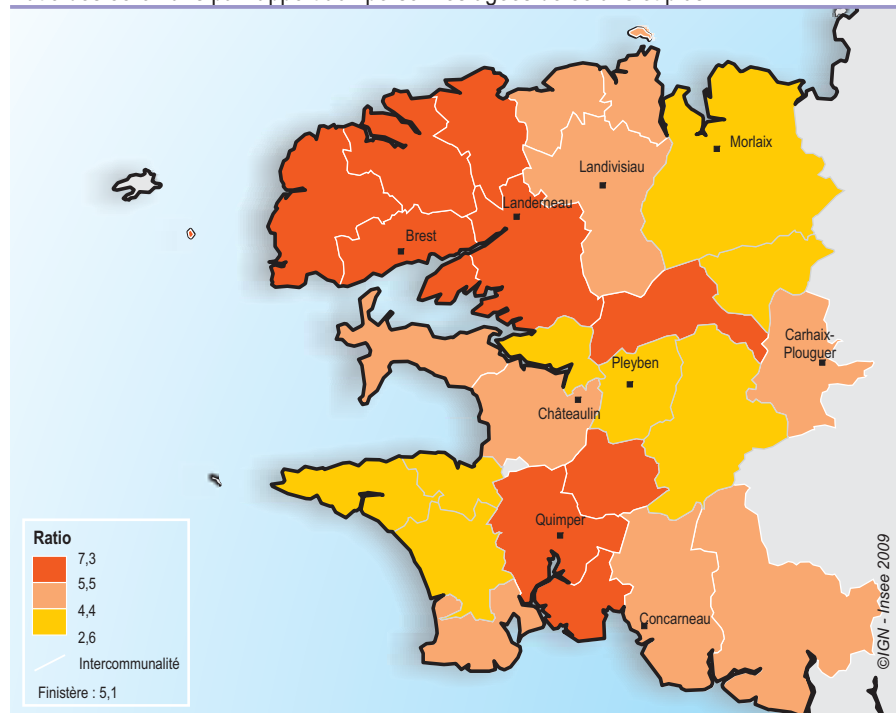 Morlaix
Landivisiau
Landerneau
Brest
Carhaix-
Plouguer
Pleyben
Châteaulin
Quimper
Concarneau
Ratio
7,3
5,5
4,4
2,6
Intercommunalité
Finistère : 5,1
©IGN - Insee 2009